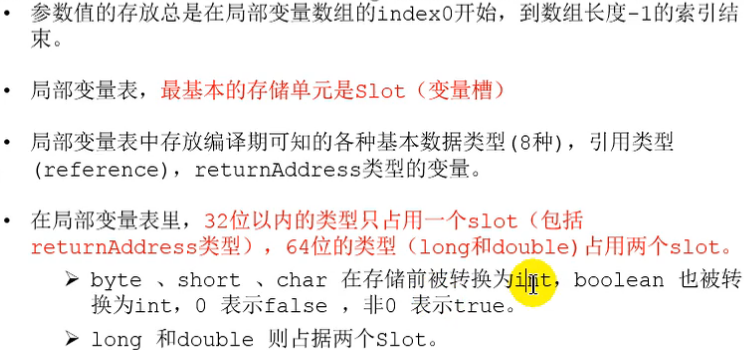 • 参数值的存放总是在局部变量数组的index0开始，到数组长度-1的索引结
束。
• 局部变量表，最基本的存储单元是Slot（变量槽）
• 局部变量表中存放编译期可知的各种基本数据类型(8种)，引用类型
(reference)，returnAddress类型的变量。
• 在局部变量表里，32位以内的类型只占用一个slot（包括
returnAddress类型），64位的类型（long和double)占用两个slot。
➢ byte 、short 、char 在存储前被转换为int，boolean 也被转
换为int，0 表示false ，非0 表示true。
➢ long 和double 则占据两个Slot。